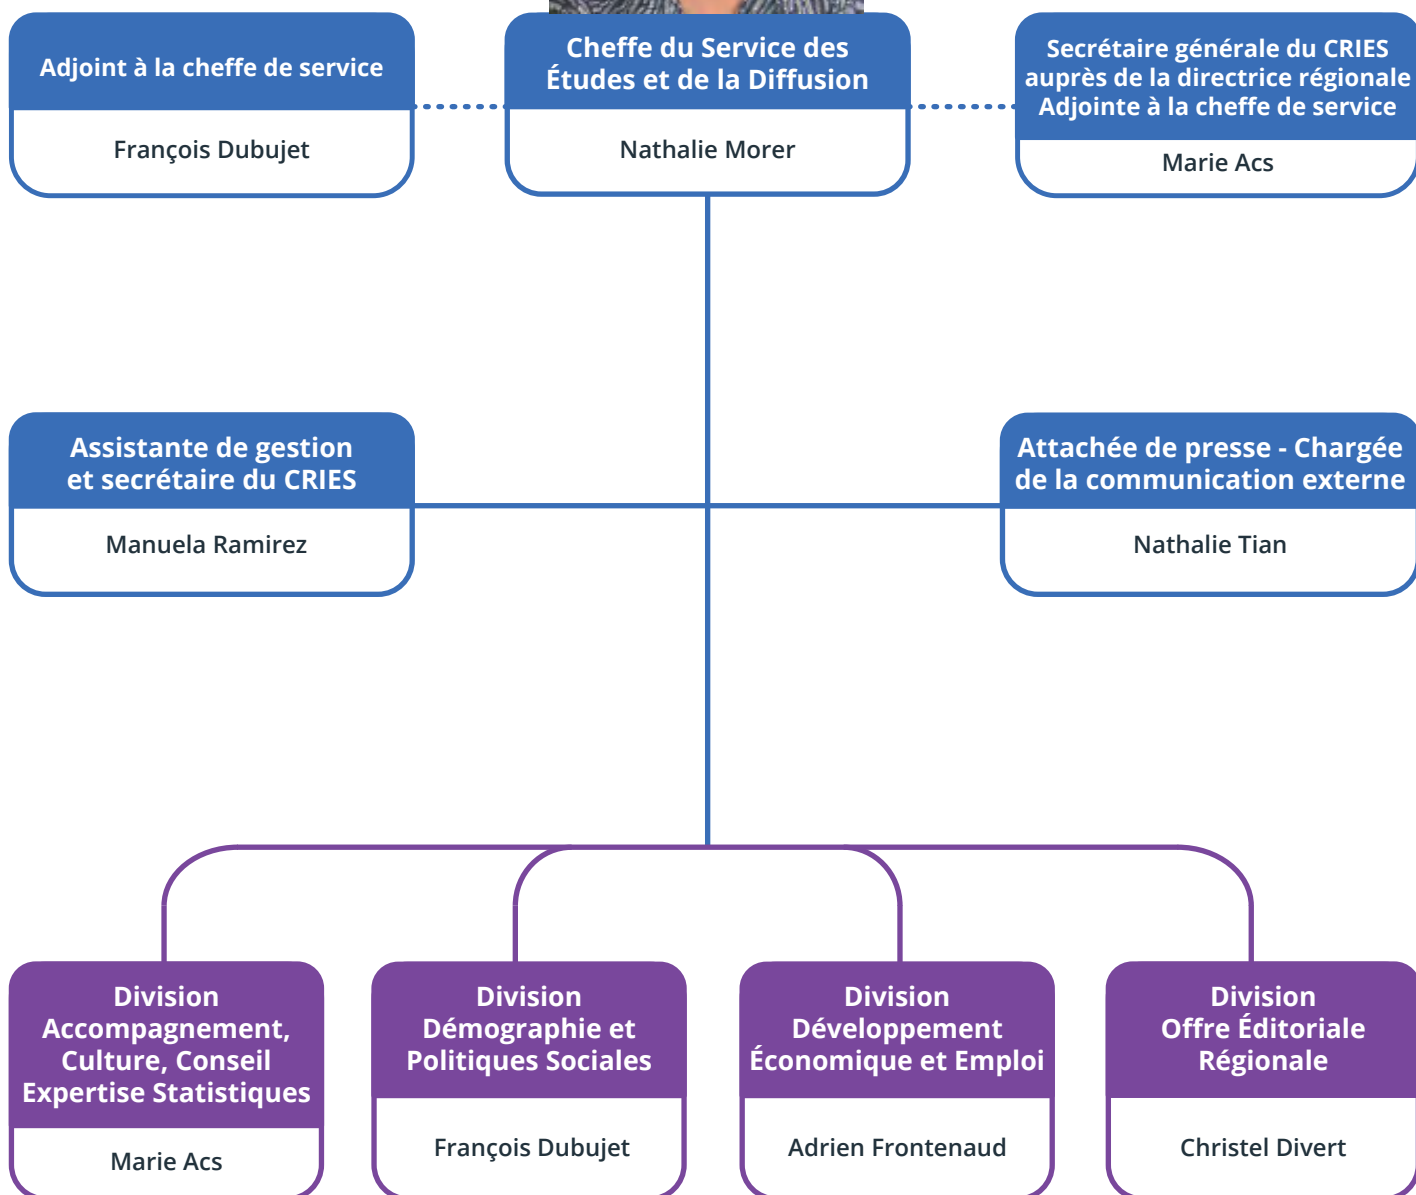 Adjoint à la cheffe de service
François Dubujet
Cheffe du Service des
Études et de la Diffusion
Nathalie Morer
Secrétaire générale du CRIES
auprès de la directrice régionale
Adjointe à la cheffe de service
Marie Acs
Assistante de gestion
et secrétaire du CRIES
Manuela Ramirez
Attachée de presse - Chargée
de la communication externe
Nathalie Tian
Division
Accompagnement,
Culture, Conseil
Expertise Statistiques
Marie Acs
Division
Démographie et
Politiques Sociales
François Dubujet
Division
Développement
Économique et Emploi
Adrien Frontenaud
Division
Offre Éditoriale
Régionale
Christel Divert